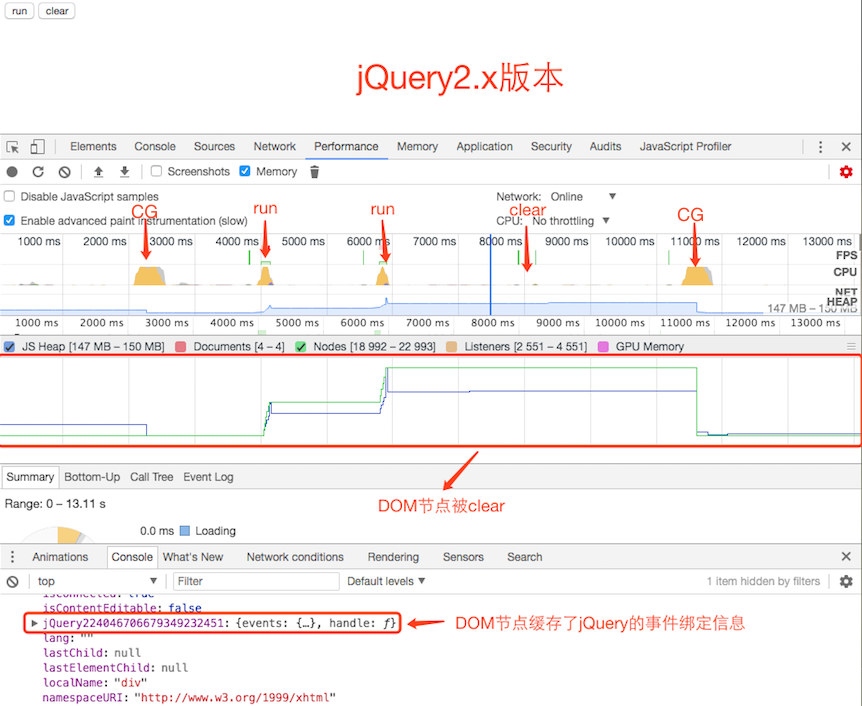 run clear
jQuery2.x版本
Elements Console Sources Network Performance Memory Application Security Audits JavaScript Profiler
Screenshots Memory
Disable JavaScript samples Network: Online
CG run run clear CG
Enable advanced paint instrumentation (slow) CPU: No throttling
1000 ms 2000 ms 3000 ms 4000 ms 5000 ms 6000 ms 7000 ms 8000 ms 9000 ms 10000 ms 11000 ms 12000 ms 13000 ms
FPS
CPU
NET
HEAP
147 MB – 150 MB
1000 ms 2000 ms 3000 ms 4000 ms 5000 ms 6000 ms 7000 ms 8000 ms 9000 ms 10000 ms 11000 ms 12000 ms 13000 ms
JS Heap [147 MB – 150 MB] Documents [4 – 4] Nodes [18 992 – 22 993] Listeners [2 551 – 4 551] GPU Memory
Summary Bottom-Up Call Tree Event Log
Range: 0 – 13.11 s
DOM节点被clear
0.0 ms Loading
Animations Console What's New Network conditions Rendering Sensors Search
top Filter Default levels 1 item hidden by filters
isConnected: true
isContentEditable: false
jQuery224046706679349232451: {events: {…}, handle: ƒ}
DOM节点缓存了jQuery的事件绑定信息
lang: ""
lastChild: null
lastElementChild: null
localName: "div"
namespaceURI: "http://www.w3.org/1999/xhtml"